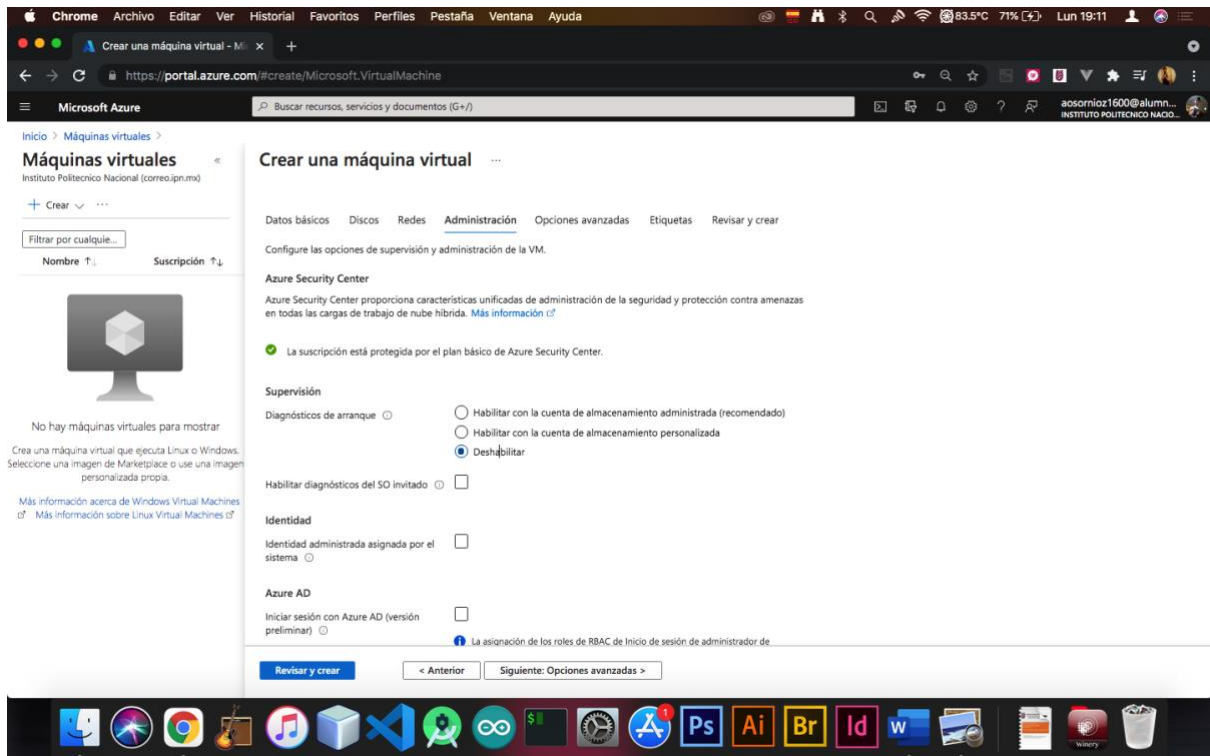 Chrome Archivo Editar Ver Historial Favoritos Perfiles Pestaña Ventana Ayuda 83.5°C 71% Lun 19:11
Crear una máquina virtual - Mi
https://portal.azure.com/#create/Microsoft.VirtualMachine
Microsoft Azure
Buscar recursos, servicios y documentos (G+/)
aosornioz1600@alumn...
INSTITUTO POLITECNICO NACIO...
Inicio > Máquinas virtuales >
Máquinas virtuales «
Instituto Politecnico Nacional (correo.ipn.mx)
+ Crear ...
Filtrar por cualquie...
Nombre ↑↓ Suscripción ↑↓
No hay máquinas virtuales para mostrar
Crea una máquina virtual que ejecuta Linux o Windows.
Seleccione una imagen de Marketplace o use una imagen
personalizada propia.
Más información acerca de Windows Virtual Machines
Más información sobre Linux Virtual Machines
Crear una máquina virtual ...
Datos básicos Discos Redes Administración Opciones avanzadas Etiquetas Revisar y crear
Configure las opciones de supervisión y administración de la VM.
Azure Security Center
Azure Security Center proporciona características unificadas de administración de la seguridad y protección contra amenazas
en todas las cargas de trabajo de nube híbrida. Más información
La suscripción está protegida por el plan básico de Azure Security Center.
Supervisión
Diagnósticos de arranque
Habilitar con la cuenta de almacenamiento administrada (recomendado)
Habilitar con la cuenta de almacenamiento personalizada
Deshabilitar
Habilitar diagnósticos del SO invitado
Identidad
Identidad administrada asignada por el
sistema
Azure AD
Iniciar sesión con Azure AD (versión
preliminar)
La asignación de los roles de RBAC de Inicio de sesión de administrador de
Revisar y crear < Anterior Siguiente: Opciones avanzadas >
$ 1 Ps Ai Br Id W Winery